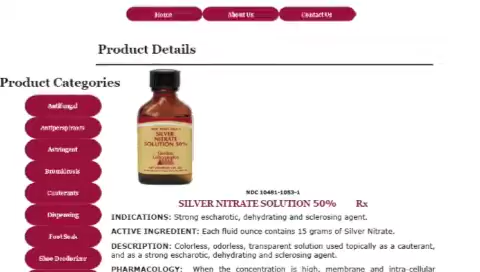 Home About Us Contact Us
Product Details
Product Categories
Antifungal
Antiperspirants
Astringent
Bromidrosis
Cauterants
Dispensing
Foot Soak
Shoe Deodorizer
SILVER
NITRATE
SOLUTION 50%
NDC 10481-1053-1
SILVER NITRATE SOLUTION 50% Rx
INDICATIONS: Strong escharotic, dehydrating and sclerosing agent.
ACTIVE INGREDIENT: Each fluid ounce contains 15 grams of Silver Nitrate.
DESCRIPTION: Colorless, odorless, transparent solution used topically as a cauterant,
and as a strong escharotic, dehydrating and sclerosing agent.
PHARMACOLOGY: When the concentration is high, membrane and intra-cellular